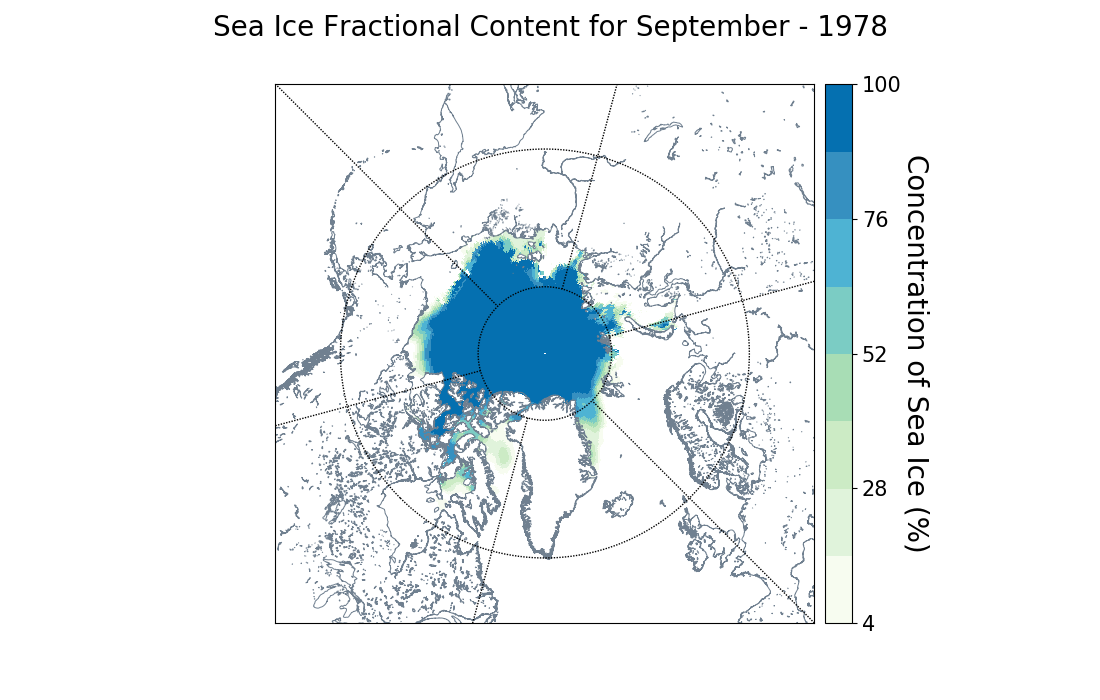 Sea Ice Fractional Content for September - 1978
100
76
52
28
4
Concentration of Sea Ice (%)